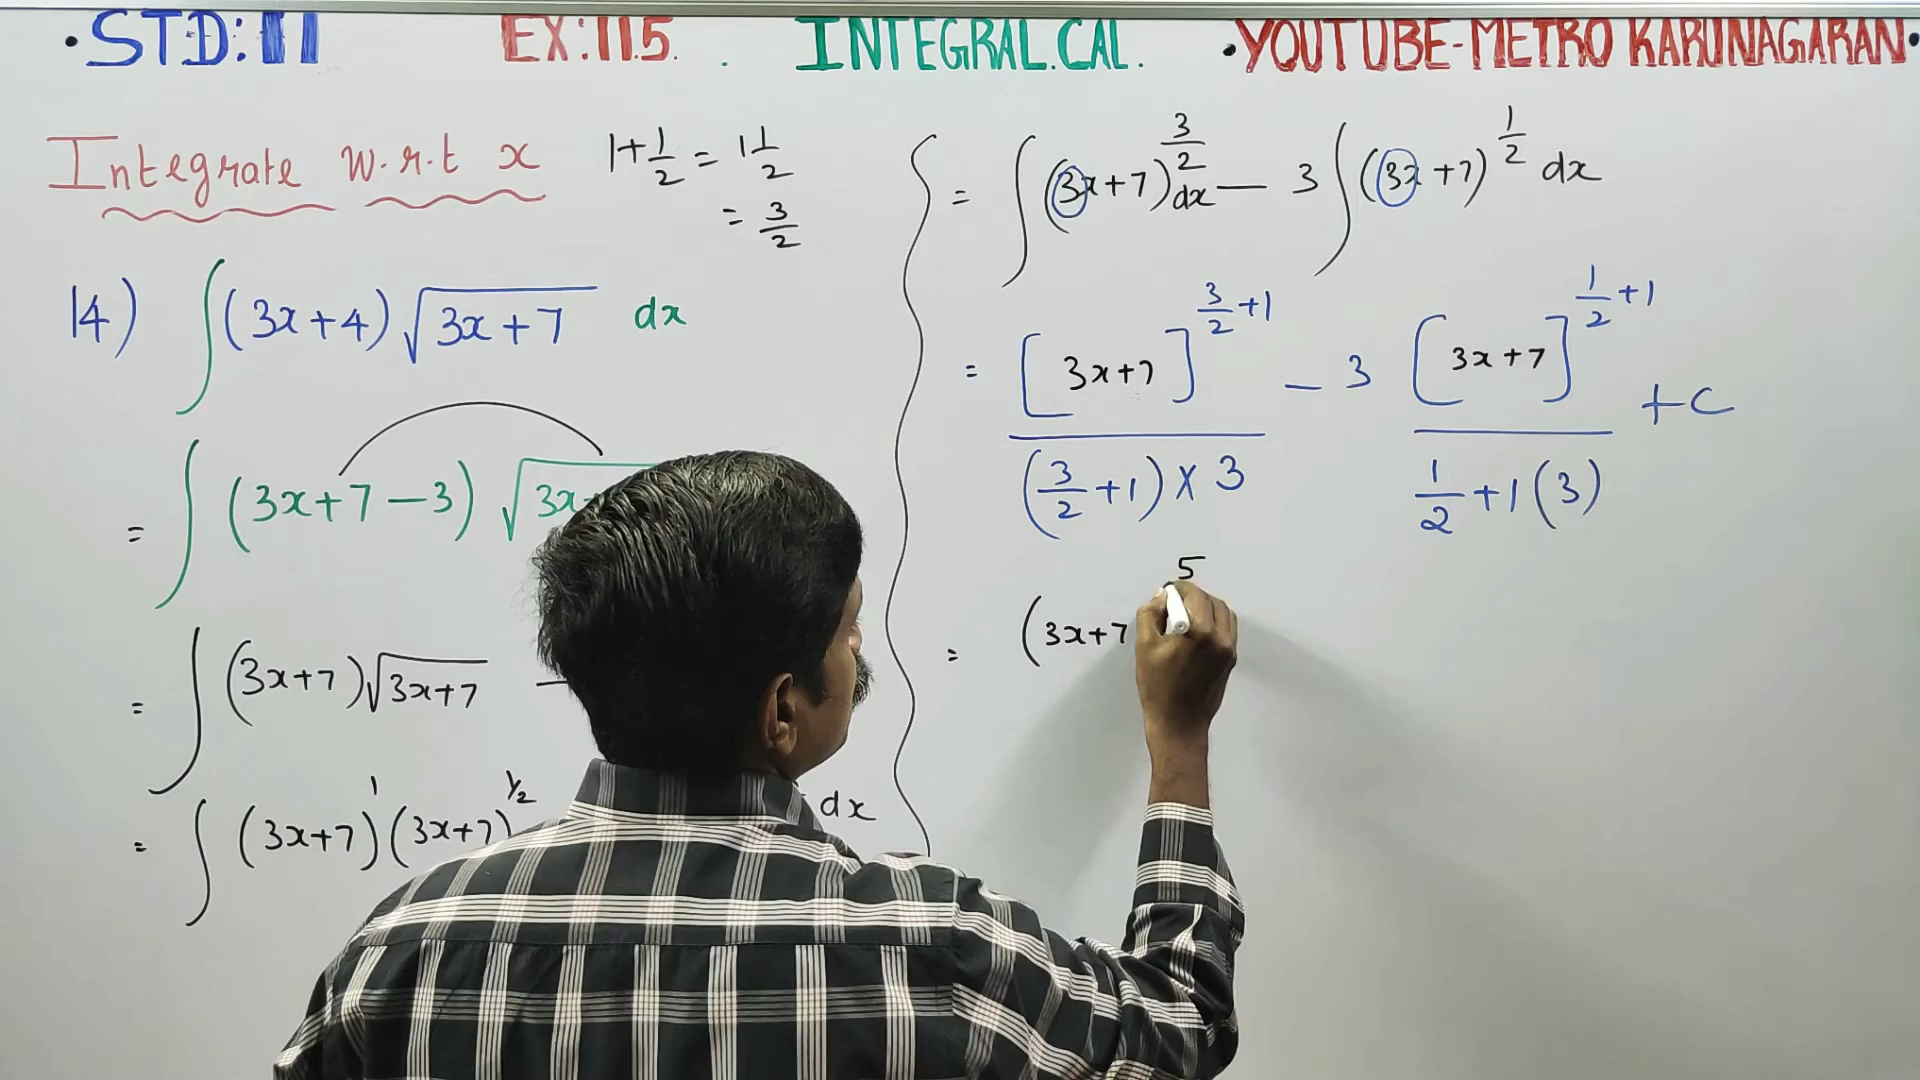 • STD: 11 EX: 11.5. . INTEGRAL.CAL. • YOUTUBE-METRO KARUNAGARAN •
Integrate w.r.t x
1+1/2 = 1 1/2
= 3/2
14) ∫(3x+4)√(3x+7) dx
= ∫(3x+7-3) √(3x
= ∫(3x+7)√(3x+7) —
= ∫(3x+7)^1 (3x+7)^1/2 dx
= ∫(3x+7)^3/2 dx — 3∫(3x+7)^1/2 dx
= [3x+7]^(3/2+1) / (3/2+1)×3 — 3 [3x+7]^(1/2+1) / 1/2+1(3) + c
= (3x+7 5